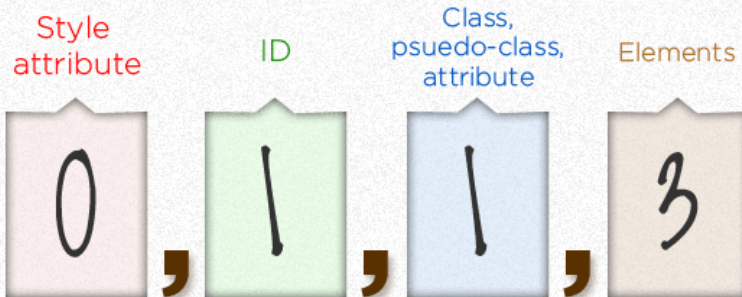 Style
attribute
ID
Class,
psuedo-class,
attribute
Elements
0 , 1 , 1 , 3